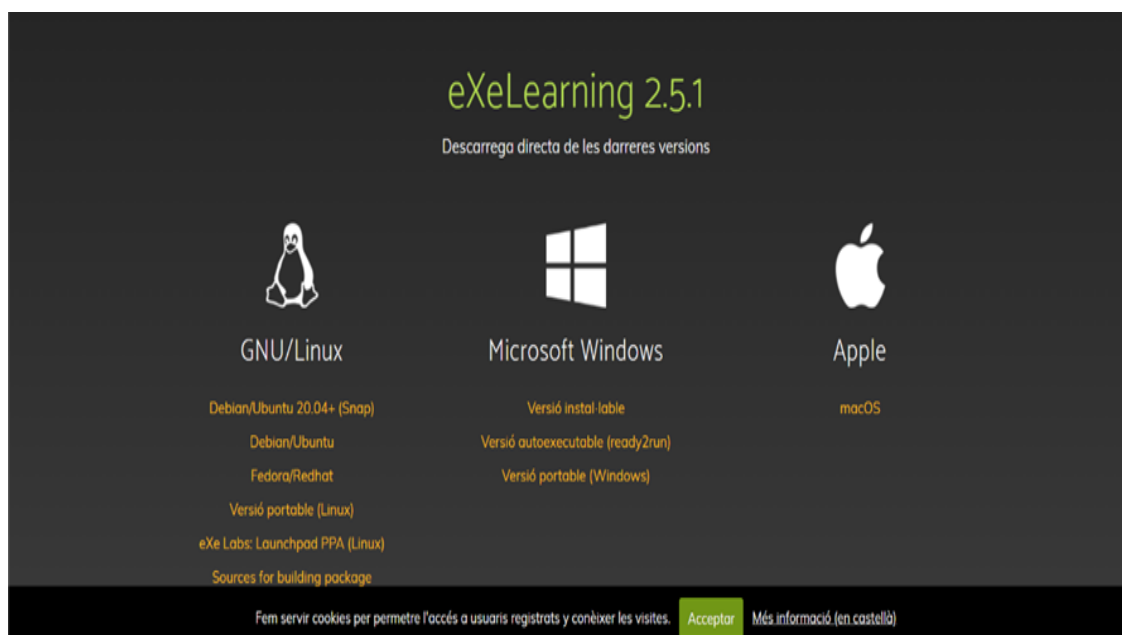 eXeLearning 2.5.1
Descarrega directa de les darreres versions
GNU/Linux
Debian/Ubuntu 20.04+ (Snap)
Debian/Ubuntu
Fedora/Redhat
Versió portable (Linux)
eXe Labs: Launchpad PPA (Linux)
Sources for building package
Microsoft Windows
Versió instal·lable
Versió autoexecutable (ready2run)
Versió portable (Windows)
Apple
macOS
Fem servir cookies per permetre l'accés a usuaris registrats y conèixer les visites. Acceptar Més informació (en castellà)